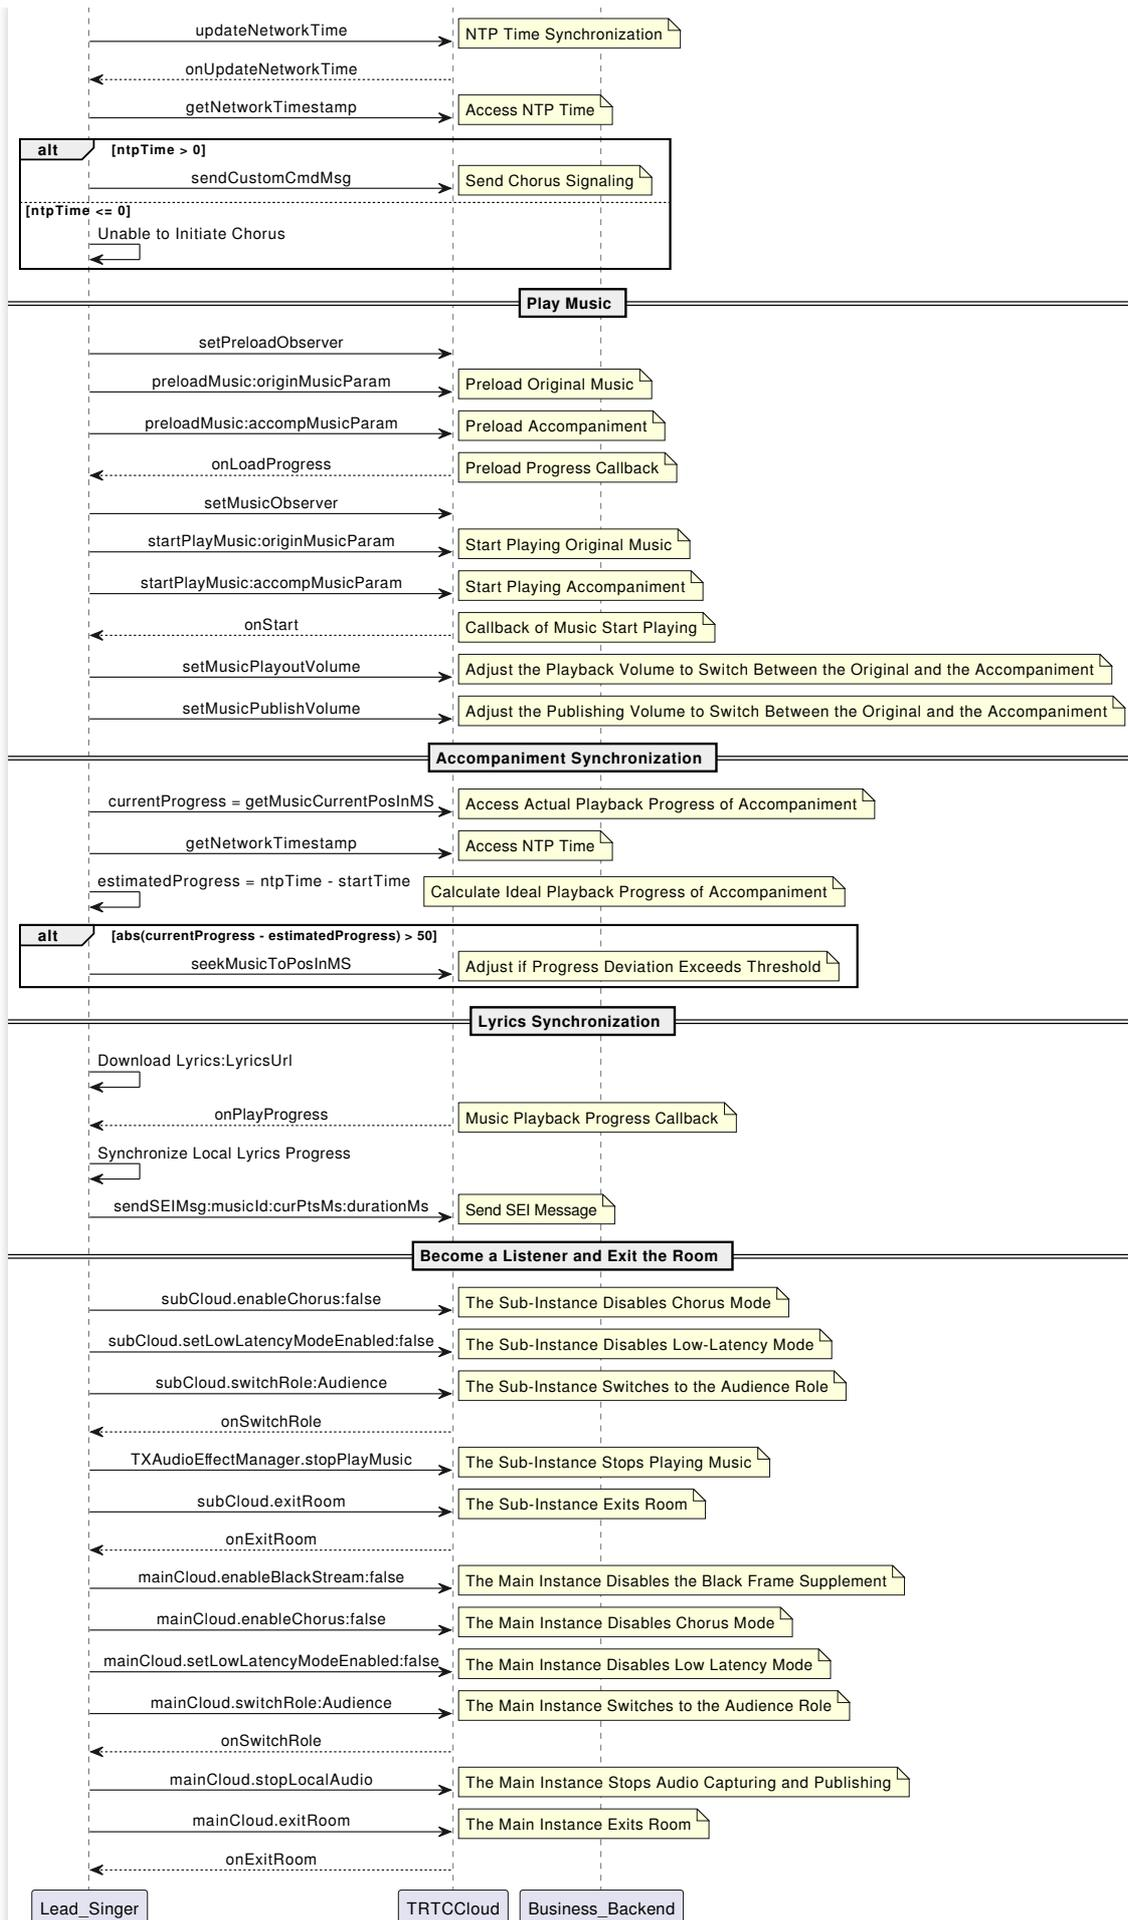 updateNetworkTime
NTP Time Synchronization
onUpdateNetworkTime
getNetworkTimestamp
Access NTP Time
alt
[ntpTime > 0]
sendCustomCmdMsg
Send Chorus Signaling
[ntpTime <= 0]
Unable to Initiate Chorus
Play Music
setPreloadObserver
preloadMusic:originMusicParam
Preload Original Music
preloadMusic:accompMusicParam
Preload Accompaniment
onLoadProgress
Preload Progress Callback
setMusicObserver
startPlayMusic:originMusicParam
Start Playing Original Music
startPlayMusic:accompMusicParam
Start Playing Accompaniment
onStart
Callback of Music Start Playing
setMusicPlayoutVolume
Adjust the Playback Volume to Switch Between the Original and the Accompaniment
setMusicPublishVolume
Adjust the Publishing Volume to Switch Between the Original and the Accompaniment
Accompaniment Synchronization
currentProgress = getMusicCurrentPosInMS
Access Actual Playback Progress of Accompaniment
getNetworkTimestamp
Access NTP Time
estimatedProgress = ntpTime - startTime
Calculate Ideal Playback Progress of Accompaniment
alt
[abs(currentProgress - estimatedProgress) > 50]
seekMusicToPosInMS
Adjust if Progress Deviation Exceeds Threshold
Lyrics Synchronization
Download Lyrics:LyricsUrl
onPlayProgress
Music Playback Progress Callback
Synchronize Local Lyrics Progress
sendSEIMsg:musicId:curPtsMs:durationMs
Send SEI Message
Become a Listener and Exit the Room
subCloud.enableChorus:false
The Sub-Instance Disables Chorus Mode
subCloud.setLowLatencyModeEnabled:false
The Sub-Instance Disables Low-Latency Mode
subCloud.switchRole:Audience
The Sub-Instance Switches to the Audience Role
onSwitchRole
TXAudioEffectManager.stopPlayMusic
The Sub-Instance Stops Playing Music
subCloud.exitRoom
The Sub-Instance Exits Room
onExitRoom
mainCloud.enableBlackStream:false
The Main Instance Disables the Black Frame Supplement
mainCloud.enableChorus:false
The Main Instance Disables Chorus Mode
mainCloud.setLowLatencyModeEnabled:false
The Main Instance Disables Low Latency Mode
mainCloud.switchRole:Audience
The Main Instance Switches to the Audience Role
onSwitchRole
mainCloud.stopLocalAudio
The Main Instance Stops Audio Capturing and Publishing
mainCloud.exitRoom
The Main Instance Exits Room
onExitRoom
Lead_Singer
TRTCCloud
Business_Backend